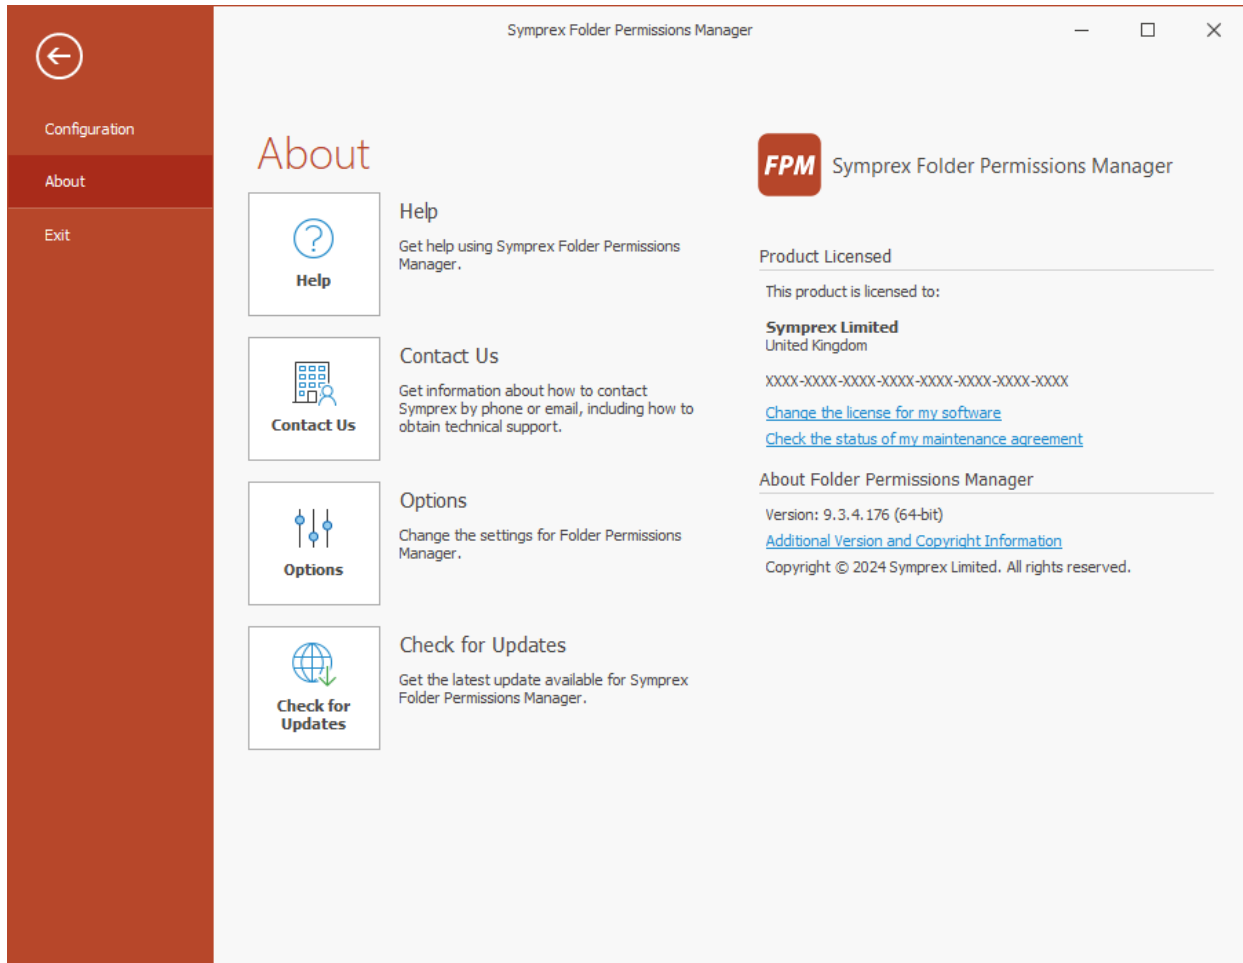 Symprex Folder Permissions Manager
Configuration
About
Exit
About
Help
Help
Get help using Symprex Folder Permissions
Manager.
Contact Us
Contact Us
Get information about how to contact
Symprex by phone or email, including how to
obtain technical support.
Options
Options
Change the settings for Folder Permissions
Manager.
Check for
Updates
Check for Updates
Get the latest update available for Symprex
Folder Permissions Manager.
FPM
Symprex Folder Permissions Manager
Product Licensed
This product is licensed to:
Symprex Limited
United Kingdom
XXXX-XXXX-XXXX-XXXX-XXXX-XXXX-XXXX-XXXX
Change the license for my software
Check the status of my maintenance agreement
About Folder Permissions Manager
Version: 9.3.4.176 (64-bit)
Additional Version and Copyright Information
Copyright © 2024 Symprex Limited. All rights reserved.